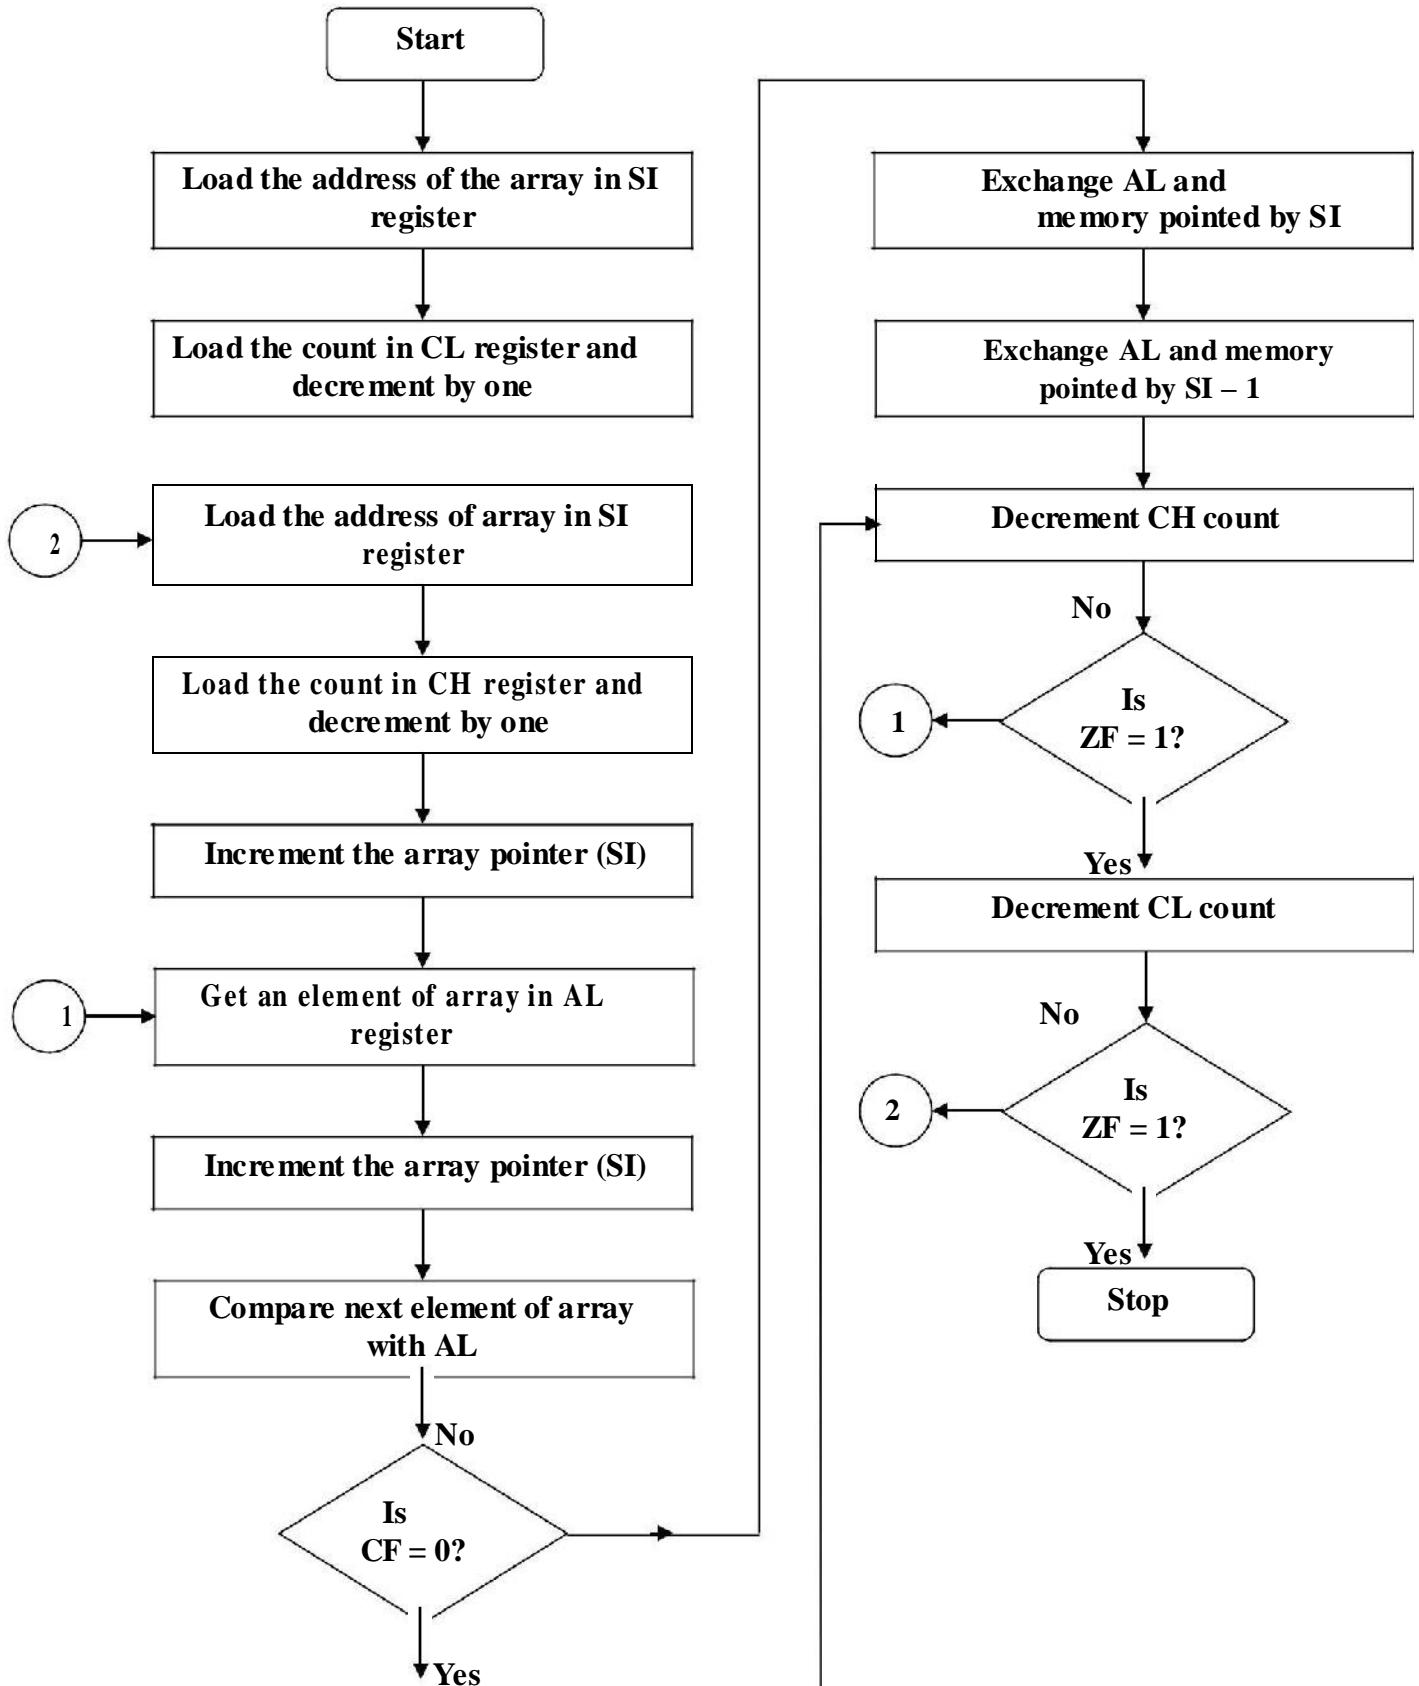 Start
Load the address of the array in SI
register
Load the count in CL register and
decrement by one
2
Load the address of array in SI
register
Load the count in CH register and
decrement by one
Increment the array pointer (SI)
1
Get an element of array in AL
register
Increment the array pointer (SI)
Compare next element of array
with AL
No
Is
CF = 0?
Yes
Exchange AL and
memory pointed by SI
Exchange AL and memory
pointed by SI – 1
Decrement CH count
No
Is
ZF = 1?
1
Yes
Decrement CL count
No
Is
ZF = 1?
2
Yes
Stop